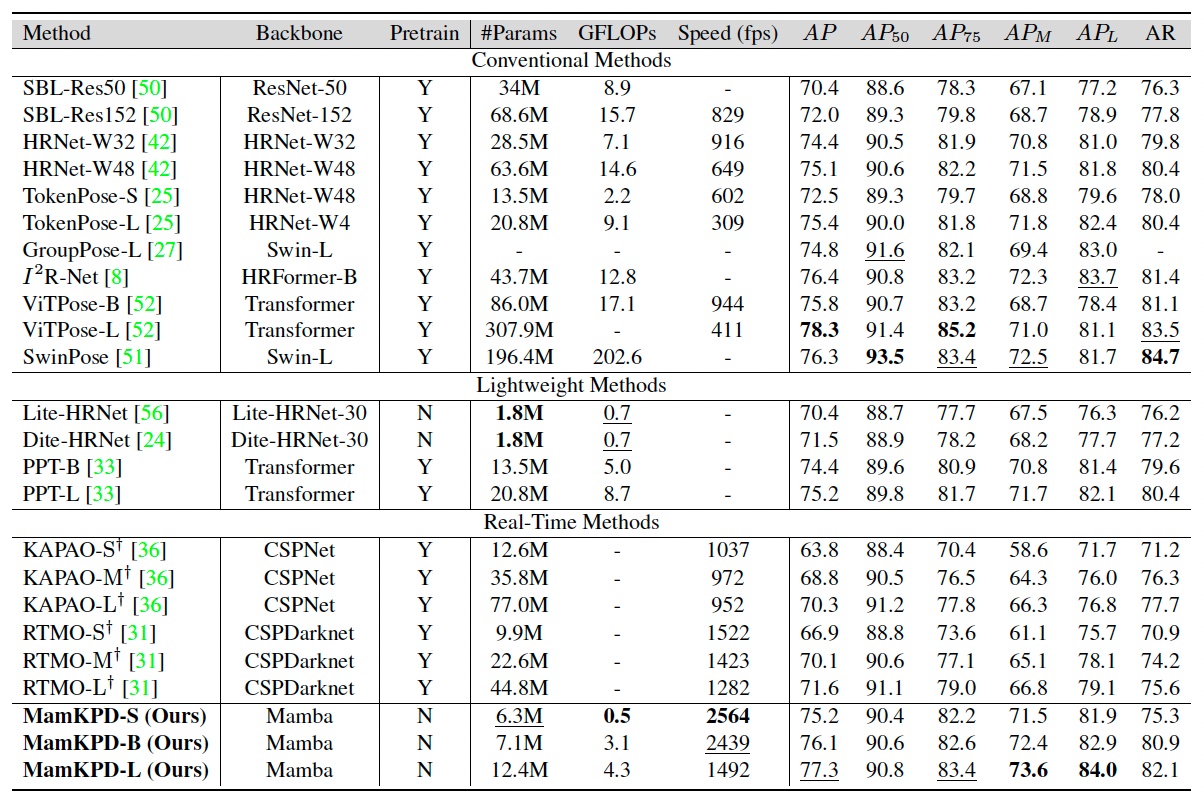 Method Backbone Pretrain #Params GFLOPs Speed (fps) AP AP50 AP75 APM APL AR
Conventional Methods
SBL-Res50 [50] ResNet-50 Y 34M 8.9 - 70.4 88.6 78.3 67.1 77.2 76.3
SBL-Res152 [50] ResNet-152 Y 68.6M 15.7 829 72.0 89.3 79.8 68.7 78.9 77.8
HRNet-W32 [42] HRNet-W32 Y 28.5M 7.1 916 74.4 90.5 81.9 70.8 81.0 79.8
HRNet-W48 [42] HRNet-W48 Y 63.6M 14.6 649 75.1 90.6 82.2 71.5 81.8 80.4
TokenPose-S [25] HRNet-W48 Y 13.5M 2.2 602 72.5 89.3 79.7 68.8 79.6 78.0
TokenPose-L [25] HRNet-W4 Y 20.8M 9.1 309 75.4 90.0 81.8 71.8 82.4 80.4
GroupPose-L [27] Swin-L Y - - - 74.8 91.6 82.1 69.4 83.0 -
I²R-Net [8] HRFormer-B Y 43.7M 12.8 - 76.4 90.8 83.2 72.3 83.7 81.4
ViTPose-B [52] Transformer Y 86.0M 17.1 944 75.8 90.7 83.2 68.7 78.4 81.1
ViTPose-L [52] Transformer Y 307.9M - 411 78.3 91.4 85.2 71.0 81.1 83.5
SwinPose [51] Swin-L Y 196.4M 202.6 - 76.3 93.5 83.4 72.5 81.7 84.7
Lightweight Methods
Lite-HRNet [56] Lite-HRNet-30 N 1.8M 0.7 - 70.4 88.7 77.7 67.5 76.3 76.2
Dite-HRNet [24] Dite-HRNet-30 N 1.8M 0.7 - 71.5 88.9 78.2 68.2 77.7 77.2
PPT-B [33] Transformer Y 13.5M 5.0 - 74.4 89.6 80.9 70.8 81.4 79.6
PPT-L [33] Transformer Y 20.8M 8.7 - 75.2 89.8 81.7 71.7 82.1 80.4
Real-Time Methods
KAPAO-S† [36] CSPNet Y 12.6M - 1037 63.8 88.4 70.4 58.6 71.7 71.2
KAPAO-M† [36] CSPNet Y 35.8M - 972 68.8 90.5 76.5 64.3 76.0 76.3
KAPAO-L† [36] CSPNet Y 77.0M - 952 70.3 91.2 77.8 66.3 76.8 77.7
RTMO-S† [31] CSPDarknet Y 9.9M - 1522 66.9 88.8 73.6 61.1 75.7 70.9
RTMO-M† [31] CSPDarknet Y 22.6M - 1423 70.1 90.6 77.1 65.1 78.1 74.2
RTMO-L† [31] CSPDarknet Y 44.8M - 1282 71.6 91.1 79.0 66.8 79.1 75.6
MamKPD-S (Ours) Mamba N 6.3M 0.5 2564 75.2 90.4 82.2 71.5 81.9 75.3
MamKPD-B (Ours) Mamba N 7.1M 3.1 2439 76.1 90.6 82.6 72.4 82.9 80.9
MamKPD-L (Ours) Mamba N 12.4M 4.3 1492 77.3 90.8 83.4 73.6 84.0 82.1